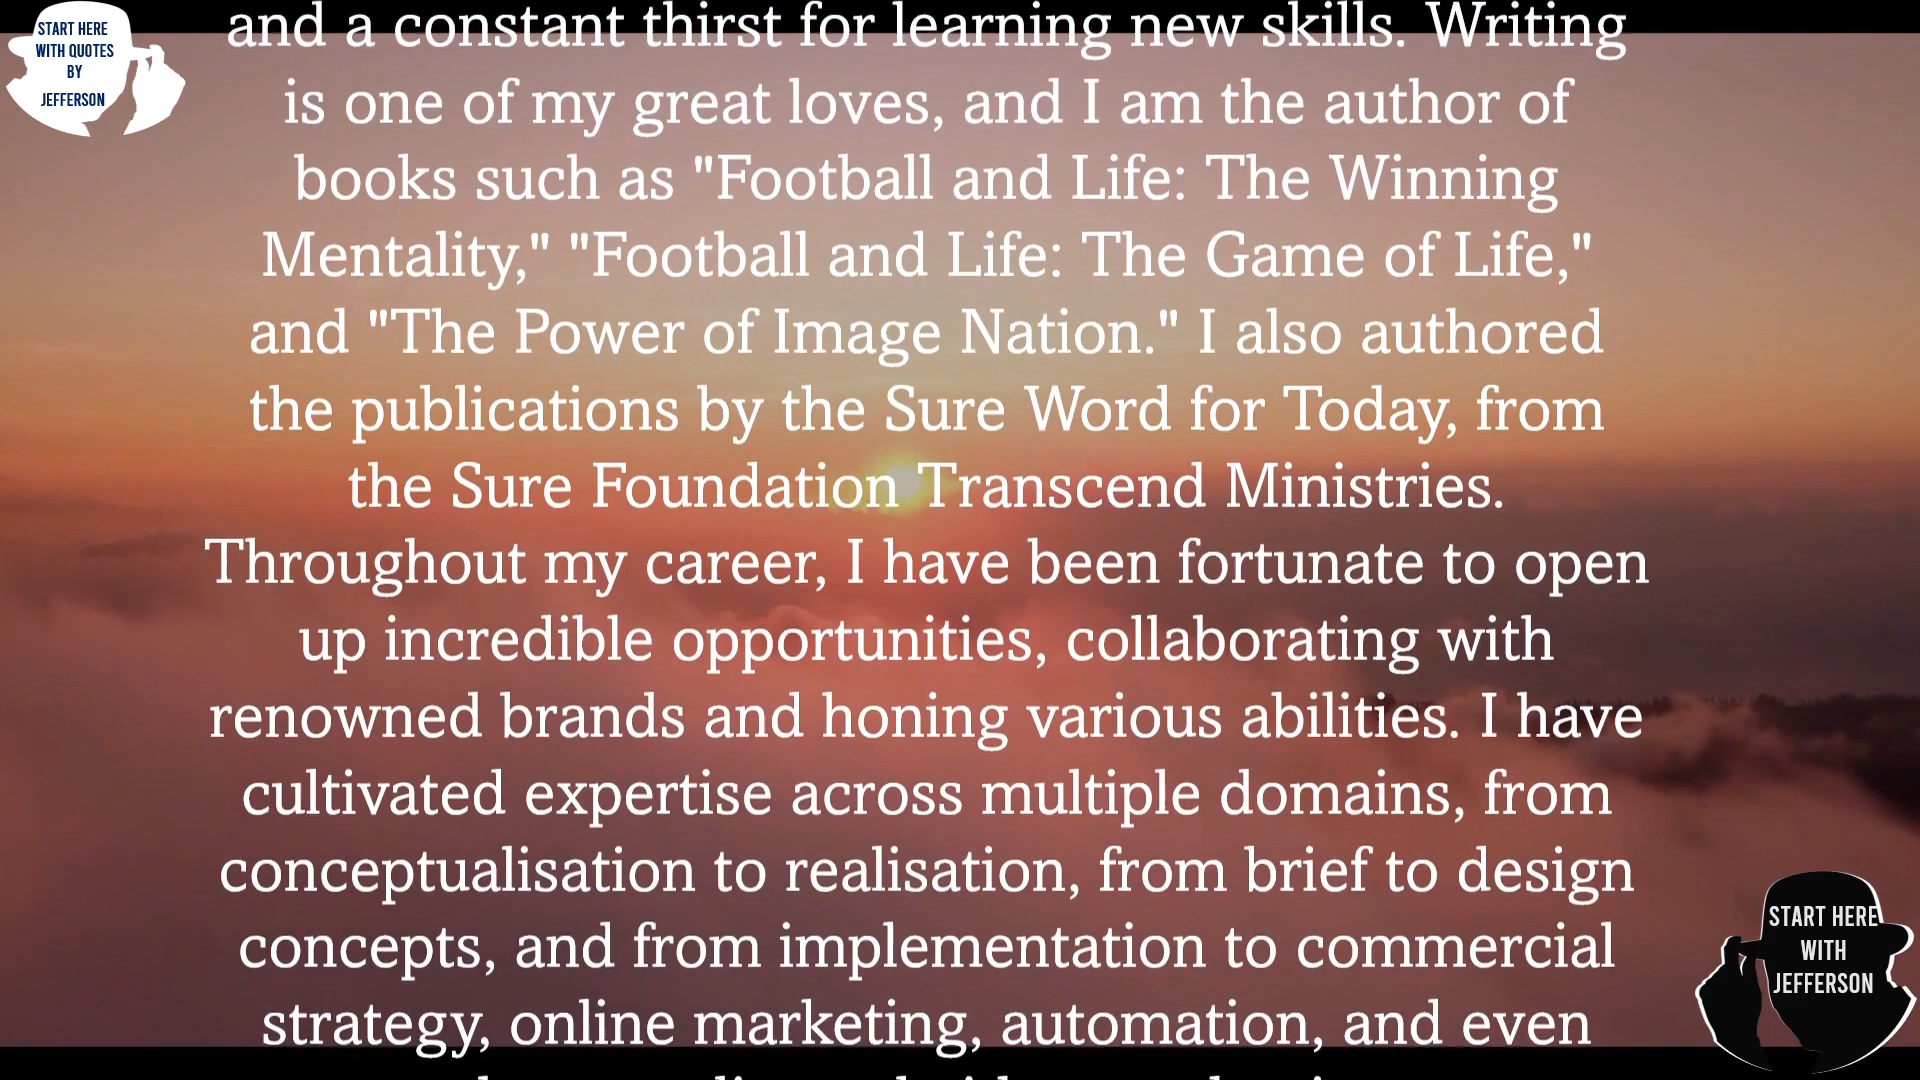 START HERE
WITH QUOTES
BY
JEFFERSON
and a constant thirst for learning new skills. Writing
is one of my great loves, and I am the author of
books such as "Football and Life: The Winning
Mentality," "Football and Life: The Game of Life,"
and "The Power of Image Nation." I also authored
the publications by the Sure Word for Today, from
the Sure Foundation Transcend Ministries.
Throughout my career, I have been fortunate to open
up incredible opportunities, collaborating with
renowned brands and honing various abilities. I have
cultivated expertise across multiple domains, from
conceptualisation to realisation, from brief to design
concepts, and from implementation to commercial
strategy, online marketing, automation, and even
START HERE
WITH
JEFFERSON